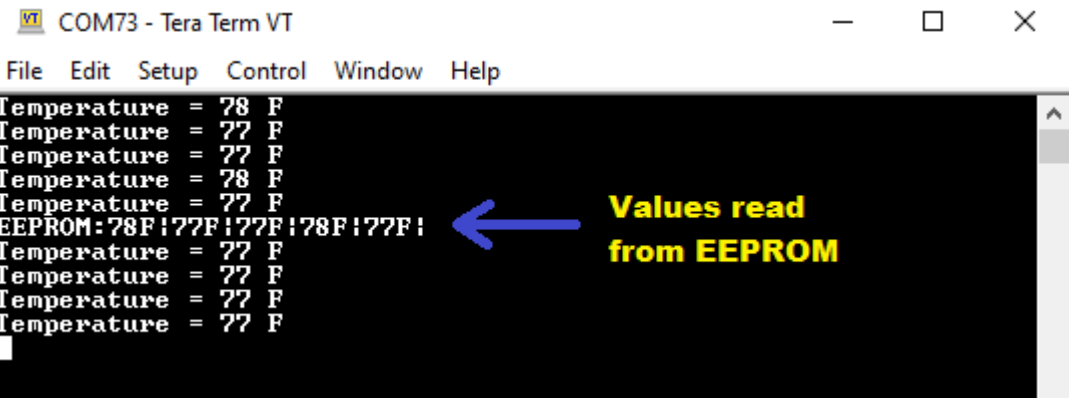 VT COM73 - Tera Term VT
File Edit Setup Control Window Help
Temperature = 78 F
Temperature = 77 F
Temperature = 77 F
Temperature = 78 F
Temperature = 77 F
EEPROM:78F¦77F¦77F¦78F¦77F¦
Temperature = 77 F
Temperature = 77 F
Temperature = 77 F
Temperature = 77 F
Values read
from EEPROM